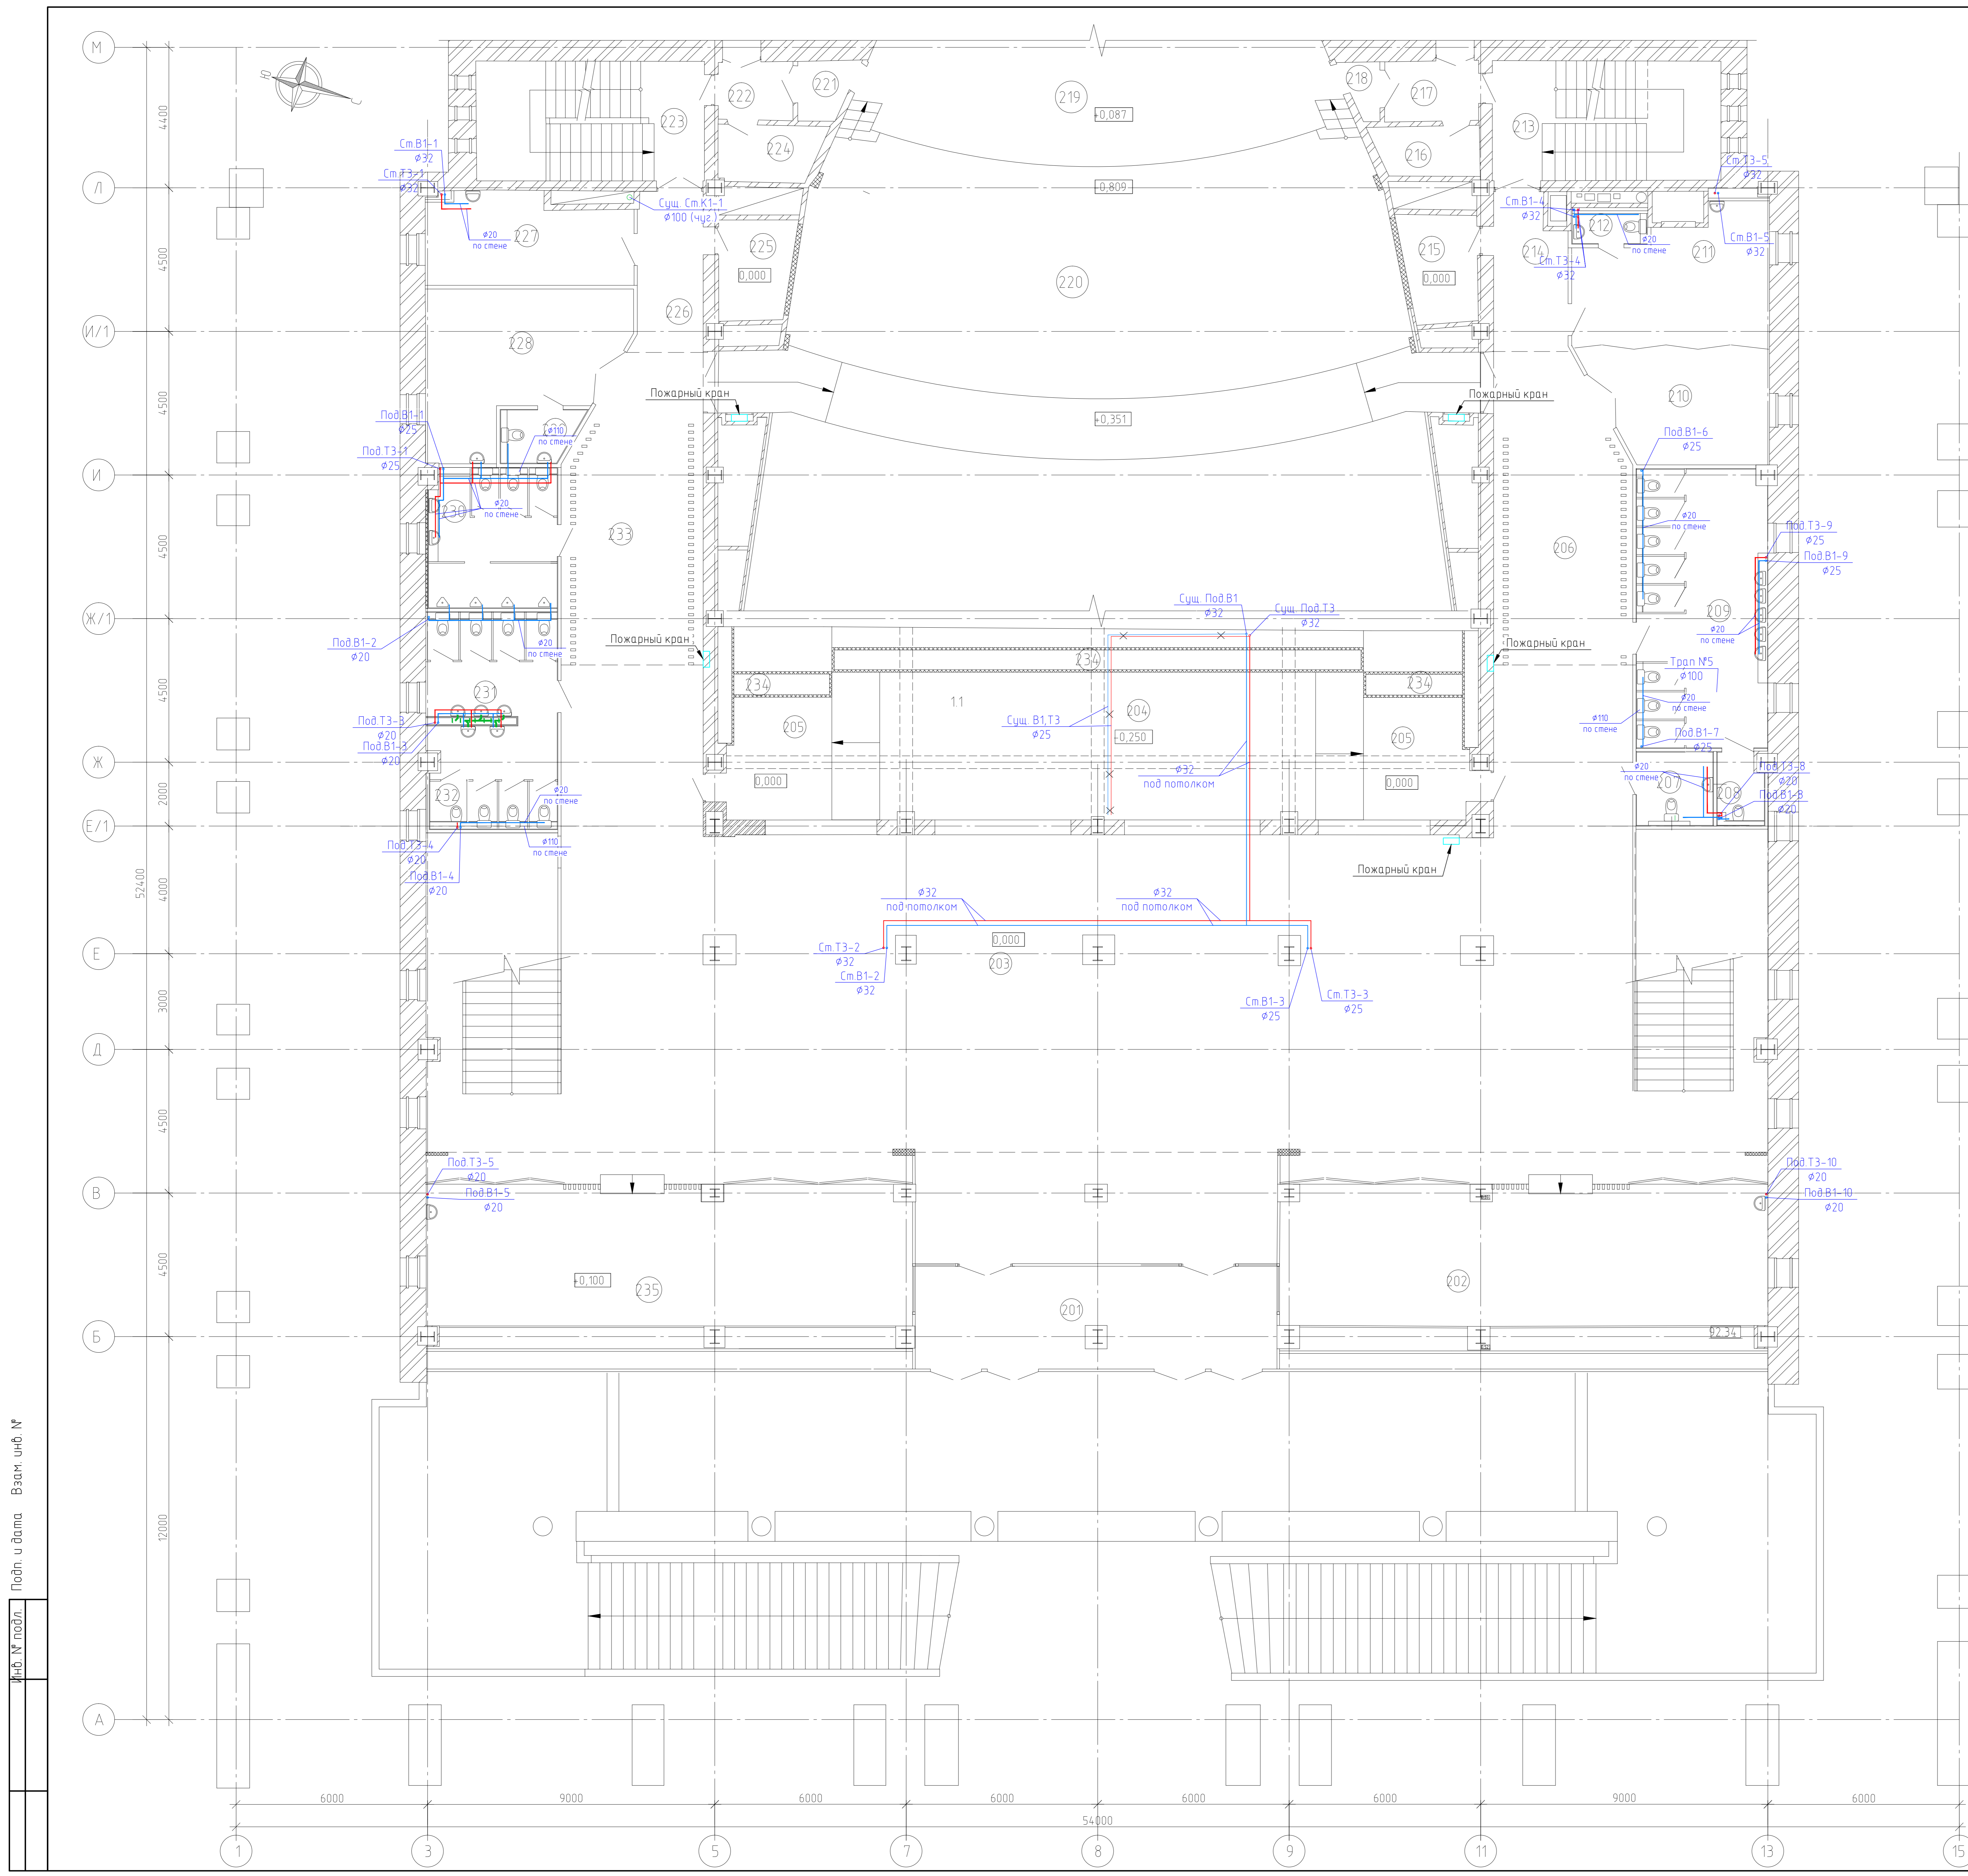 М
Ю
С
4400
Ст.В1-1
ø32
Ст.Т3-1
ø32
Л
223
222
221
224
219
+0,087
218
217
216
213
-0,809
Сущ. Ст.К1-1
ø100 (чуг.)
227
ø20
по стене
225
0,000
226
220
215
0,000
Ст.Т3-5
ø32
Ст.В1-4
ø32
212
214
211
ø20
по стене
Ст.В1-5
ø32
Ст.Т3-4
ø32
4500
И/1
228
Пожарный кран
Пожарный кран
+0,351
210
4500
Под.В1-1
ø25
Под.Т3-1
ø25
ø110
по стене
Под.В1-6
ø25
И
230
ø20
по стене
233
206
ø20
по стене
Под.Т3-9
ø25
Под.В1-9
ø25
4500
Ж/1
Под.В1-2
ø20
ø20
по стене
Пожарный кран
Сущ. Под.В1
ø32
Сущ. Под.Т3
ø32
Пожарный кран
209
ø20
по стене
234
234
234
Трап №5
ø100
ø20
по стене
ø110
по стене
231
1.1
204
-0,250
205
205
Сущ. В1,Т3
ø25
Под.Т3-3
ø20
Под.В1-3
ø20
Под.В1-7
ø25
4500
Ж
0,000
0,000
ø32
под потолком
ø20
по стене
207
208
Под.Т3-8
ø20
Под.В1-8
ø20
232
ø20
по стене
2000
Е/1
Под.Т3-4
ø20
ø110
по стене
Под.В1-4
ø20
Пожарный кран
52400
4000
ø32
под потолком
ø32
под потолком
Е
0,000
203
Ст.Т3-2
ø32
Ст.В1-2
ø32
Ст.В1-3
ø25
Ст.Т3-3
ø25
3000
Д
4500
Под.Т3-5
ø20
Под.В1-5
ø20
Под.Т3-10
ø20
Под.В1-10
ø20
В
4500
+0,100
235
201
202
92.34
Б
12000
А
Взам. инв. №
Подп. и дата
Инв. № подл.
6000
9000
6000
6000
6000
6000
9000
6000
54000
1
3
5
7
8
9
11
13
15